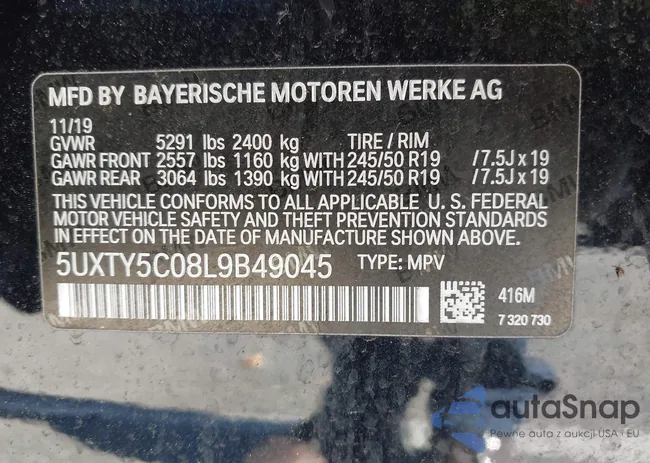 MFD BY BAYERISCHE MOTOREN WERKE AG
11/19
GVWR 5291 lbs 2400 kg TIRE / RIM
GAWR FRONT 2557 lbs 1160 kg WITH 245/50 R19 / 7.5J x 19
GAWR REAR 3064 lbs 1390 kg WITH 245/50 R19 / 7.5J x 19
THIS VEHICLE CONFORMS TO ALL APPLICABLE U. S. FEDERAL
MOTOR VEHICLE SAFETY AND THEFT PREVENTION STANDARDS
IN EFFECT ON THE DATE OF MANUFACTURE SHOWN ABOVE.
5UXTY5C08L9B49045 TYPE: MPV
416M
7 320 730
autaSnap
Pewne auta z aukcji USA i EU